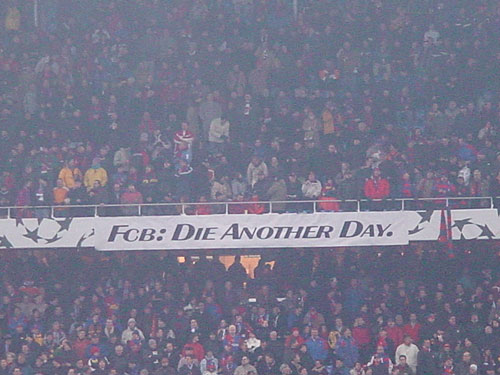 FCB: DIE ANOTHER DAY.